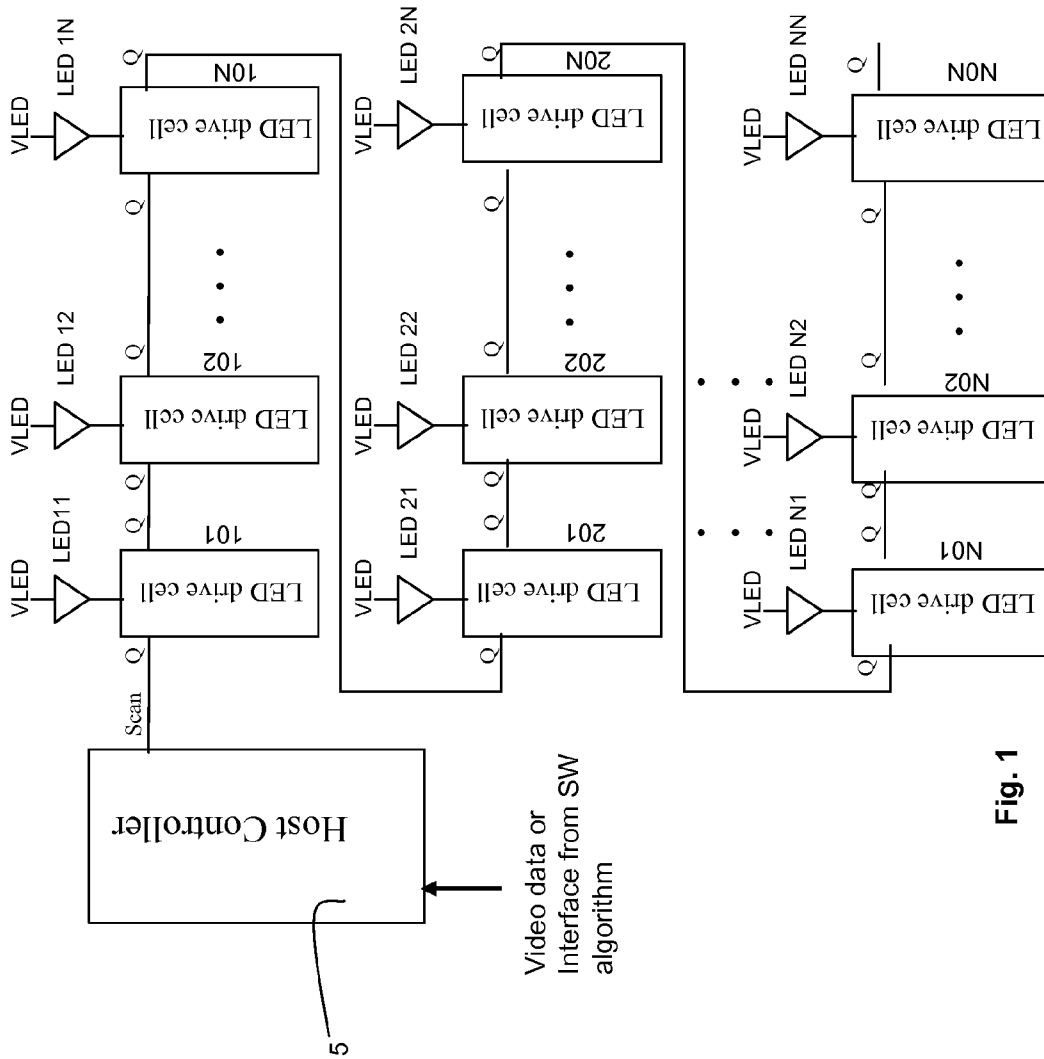 VLED VLED VLED
LED11 LED 12 LED 1N
Scan Q Q Q Q Q Q
LED drive cell LED drive cell LED drive cell
101 102 10N
Host Controller
5
Video data or
Interface from SW
algorithm
VLED VLED VLED
LED 21 LED 22 LED 2N
Q Q Q Q Q Q
LED drive cell LED drive cell LED drive cell
201 202 20N
VLED VLED VLED
LED N1 LED N2 LED NN
Q Q Q Q Q Q
LED drive cell LED drive cell LED drive cell
N01 N02 N0N
Fig. 1